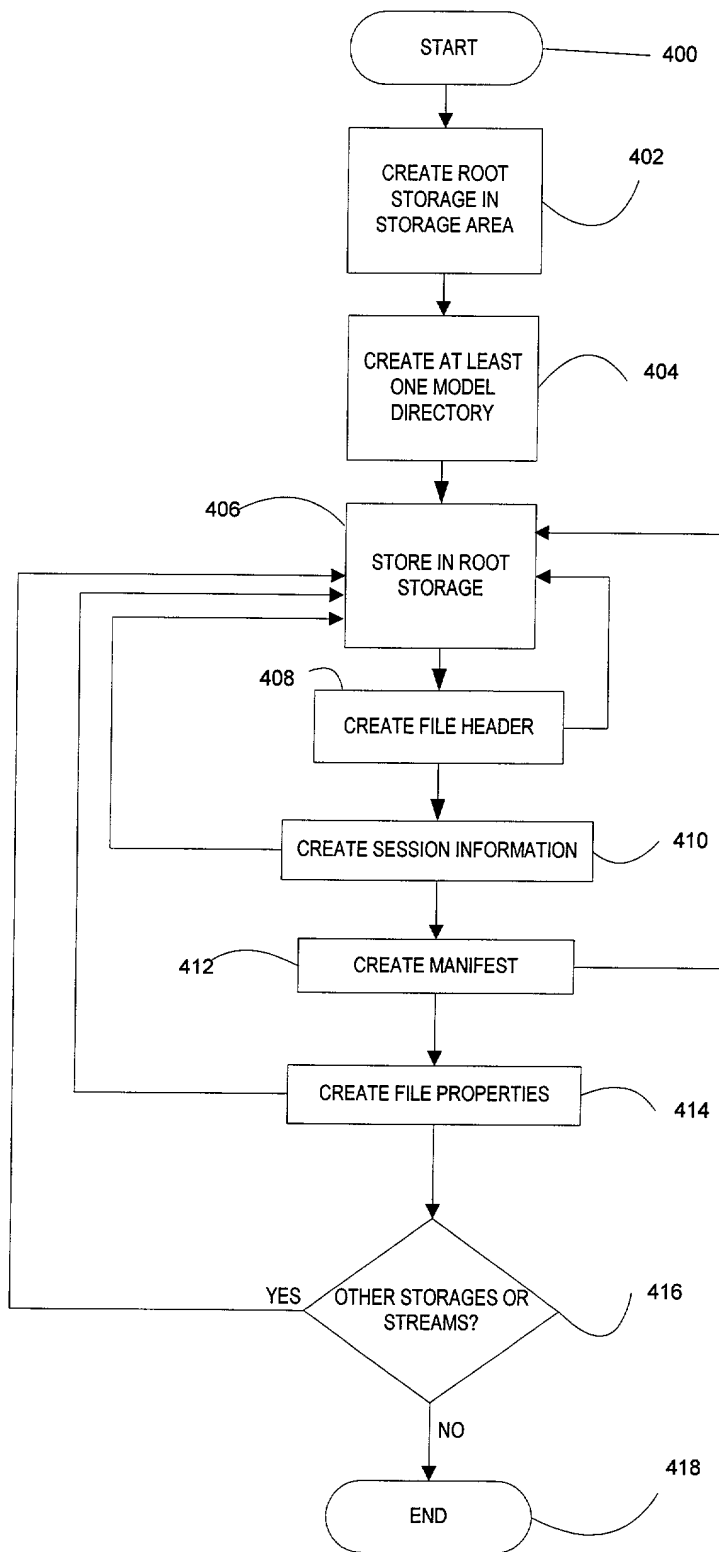 START
400
CREATE ROOT
STORAGE IN
STORAGE AREA
402
CREATE AT LEAST
ONE MODEL
DIRECTORY
404
406
STORE IN ROOT
STORAGE
408
CREATE FILE HEADER
CREATE SESSION INFORMATION
410
412
CREATE MANIFEST
CREATE FILE PROPERTIES
414
YES
OTHER STORAGES OR
STREAMS?
416
NO
418
END